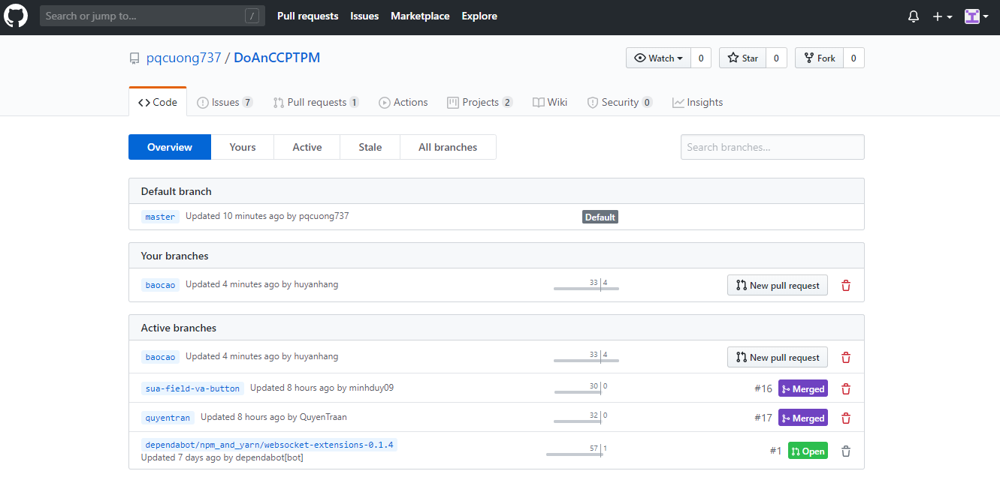 Search or jump to... /
Pull requests Issues Marketplace Explore
pqcuong737 / DoAnCCPTPM
Watch 0 Star 0 Fork 0
Code Issues 7 Pull requests 1 Actions Projects 2 Wiki Security 0 Insights
Overview Yours Active Stale All branches Search branches...
Default branch
master Updated 10 minutes ago by pqcuong737 Default
Your branches
baocao Updated 4 minutes ago by huyanhang 33 4 New pull request
Active branches
baocao Updated 4 minutes ago by huyanhang 33 4 New pull request
sua-field-va-button Updated 8 hours ago by minhduy09 30 0 #16 Merged
quyentran Updated 8 hours ago by QuyenTraan 32 0 #17 Merged
dependabot/npm_and_yarn/websocket-extensions-0.1.4 57 1 #1 Open
Updated 7 days ago by dependabot[bot]